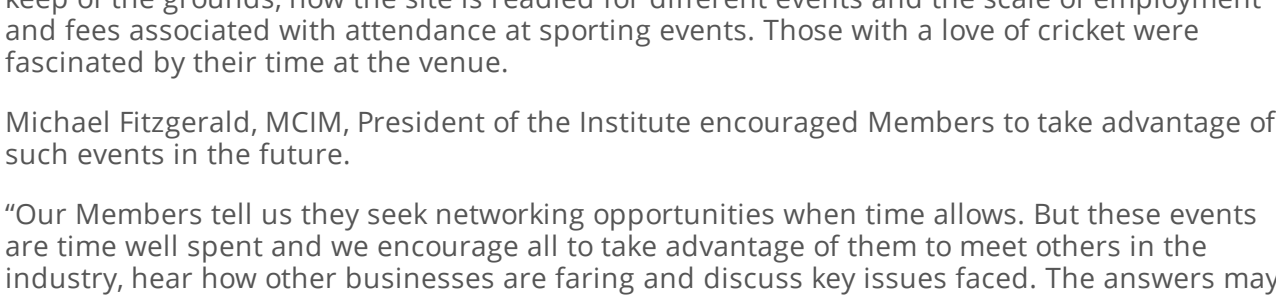 keep of the grounds, how the site is readied for different events and the scale of employment
and fees associated with attendance at sporting events. Those with a love of cricket were
fascinated by their time at the venue.
Michael Fitzgerald, MCIM, President of the Institute encouraged Members to take advantage of
such events in the future.
“Our Members tell us they seek networking opportunities when time allows. But these events
are time well spent and we encourage all to take advantage of them to meet others in the
industry, hear how other businesses are faring and discuss key issues faced. The answers may